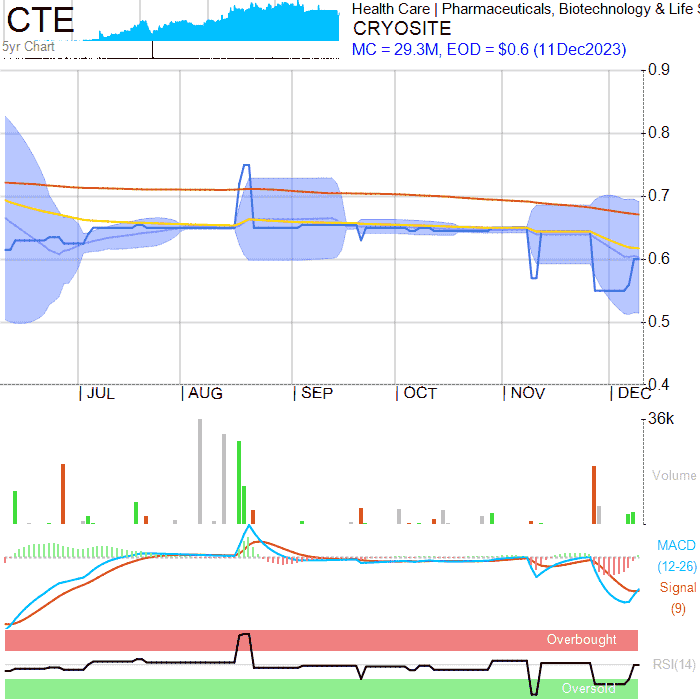 CTE
Health Care | Pharmaceuticals, Biotechnology & Life S
CRYOSITE
MC = 29.3M, EOD = $0.6 (11Dec2023)
5yr Chart
0.9
0.8
0.7
0.6
0.5
0.4
| JUL | AUG | SEP | OCT | NOV | DEC
36k
Volume
MACD
(12-26)
Signal
(9)
Overbought
RSI(14)
Oversold